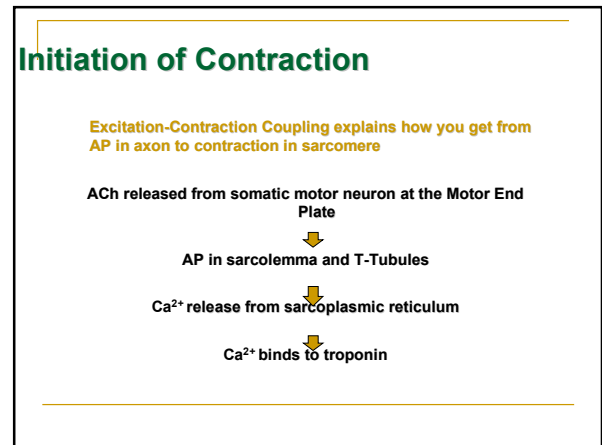 Initiation of Contraction
Excitation-Contraction Coupling explains how you get from
AP in axon to contraction in sarcomere
ACh released from somatic motor neuron at the Motor End
Plate
AP in sarcolemma and T-Tubules
Ca²⁺ release from sarcoplasmic reticulum
Ca²⁺ binds to troponin